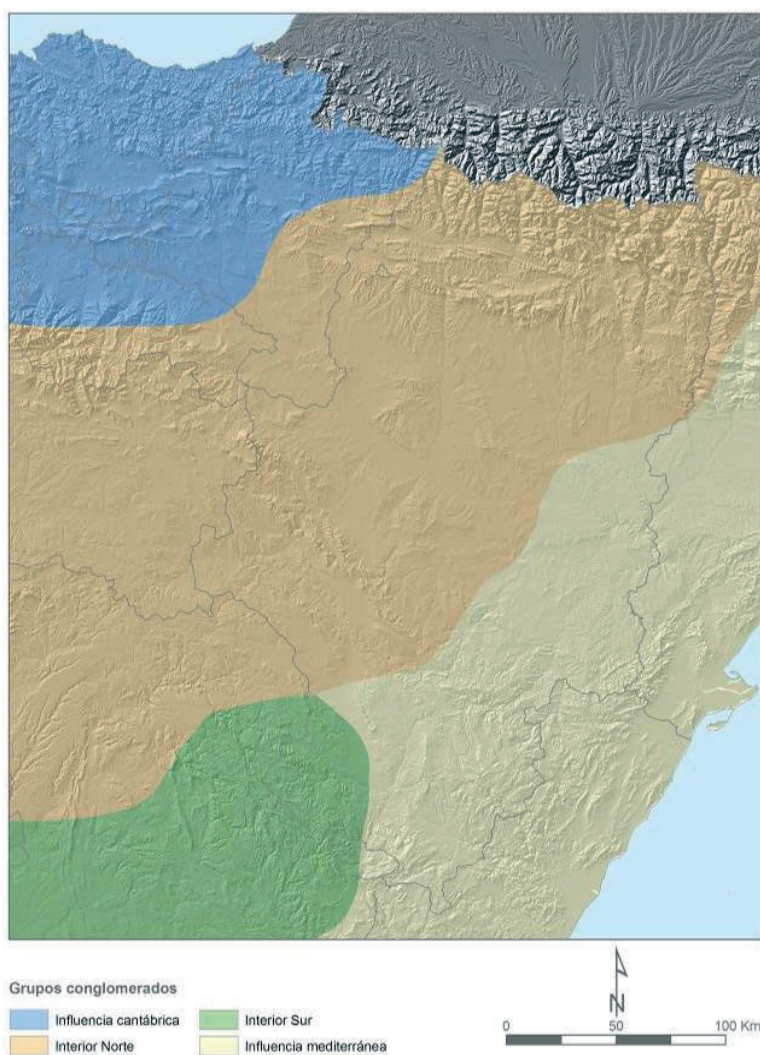 Grupos conglomerados
Influencia cantábrica
Interior Sur
Interior Norte
Influencia mediterránea
N
0 50 100 Km